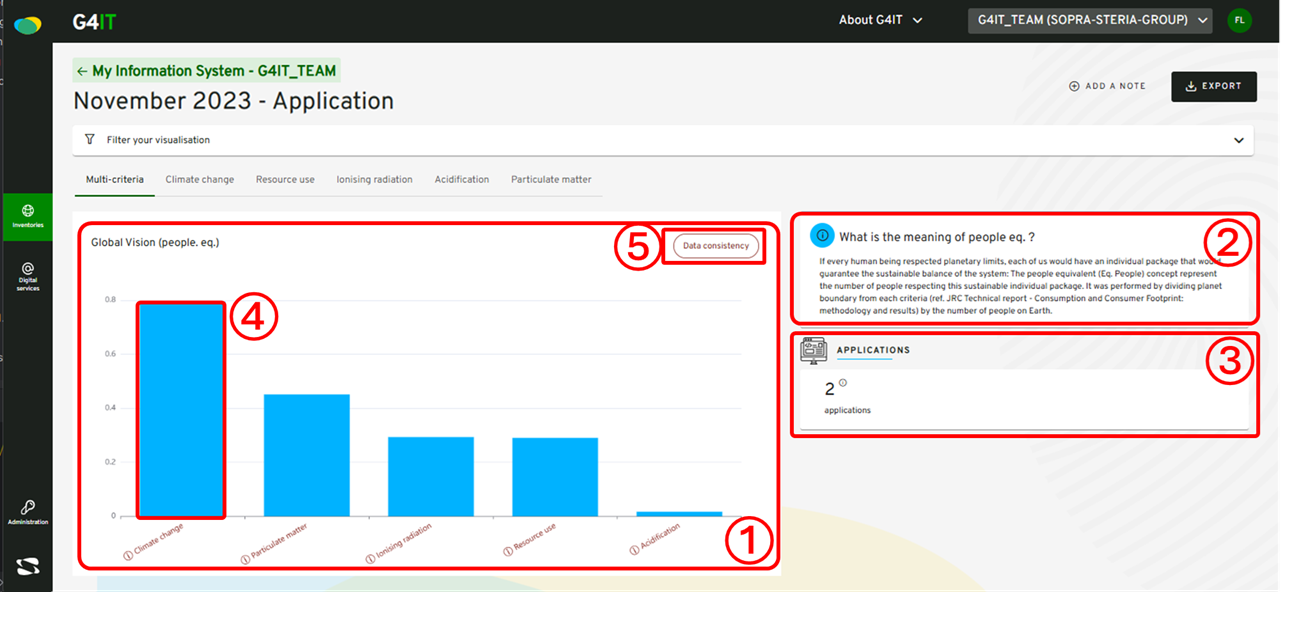 G4IT
About G4IT
G4IT_TEAM (SOPRA-STERIA-GROUP)
FL
← My Information System - G4IT_TEAM
November 2023 - Application
ADD A NOTE
EXPORT
Filter your visualisation
Multi-criteria
Climate change
Resource use
Ionising radiation
Acidification
Particulate matter
Inventories
Digital
services
Administration
Global Vision (people. eq.)
⑤
Data consistency
0.8
0.6
0.4
0.2
0
④
Climate change
Particulate matter
Ionising radiation
Resource use
Acidification
①
What is the meaning of people eq. ?
②
If every human being respected planetary limits, each of us would have an individual package that would
guarantee the sustainable balance of the system: The people equivalent (Eq. People) concept represent
the number of people respecting this sustainable individual package. It was performed by dividing planet
boundary from each criteria (ref. JRC Technical report - Consumption and Consumer Footprint:
methodology and results) by the number of people on Earth.
APPLICATIONS
③
2
applications